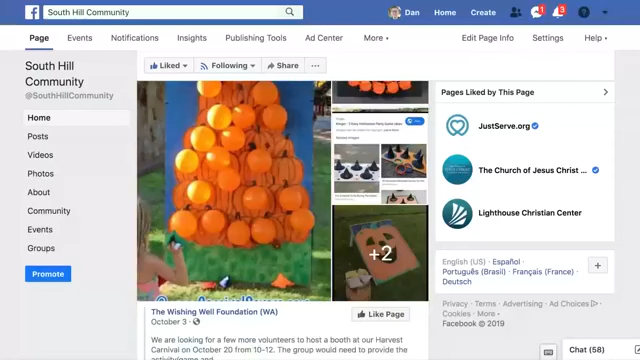 South Hill Community
Dan
Home
Create
1
3
Page
Events
Notifications
Insights
Publishing Tools
Ad Center
More
Edit Page Info
Settings
Help
South Hill
Community
@SouthHillCommunity
Home
Posts
Videos
Photos
About
Community
Events
Groups
Promote
Liked
Following
Share
+2
The Wishing Well Foundation (WA)
October 3
Like Page
We are looking for a few more volunteers to host a booth at our Harvest
Carnival on October 20 from 10-12. The group would need to provide the
activity/game and
Pages Liked by This Page
JustServe.org
The Church of Jesus Christ ...
Lighthouse Christian Center
English (US) · Español ·
Português (Brasil) · Français (France) ·
Deutsch
Privacy · Terms · Advertising · Ad Choices
Cookies · More
Facebook © 2019
Chat (58)